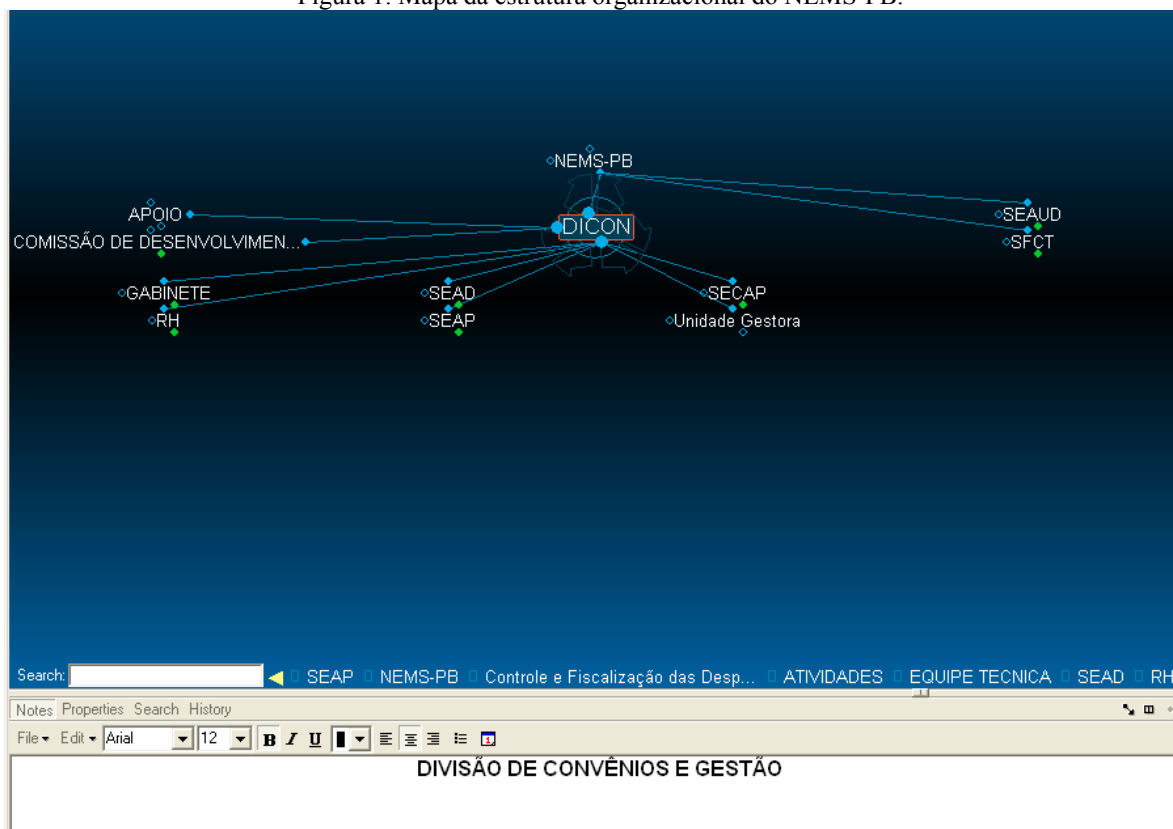 Figura 1: Mapa da estrutura organizacional do NEMS-PB.
NEMS-PB
APOIO
DICON
SEAUD
COMISSÃO DE DESENVOLVIMEN...
SFCT
GABINETE
SEAD
SECAP
RH
SEAP
Unidade Gestora
Search:
SEAP NEMS-PB Controle e Fiscalização das Desp... ATIVIDADES EQUIPE TECNICA SEAD RH
Notes Properties Search History
File Edit Arial 12 B I U 1
DIVISÃO DE CONVÊNIOS E GESTÃO